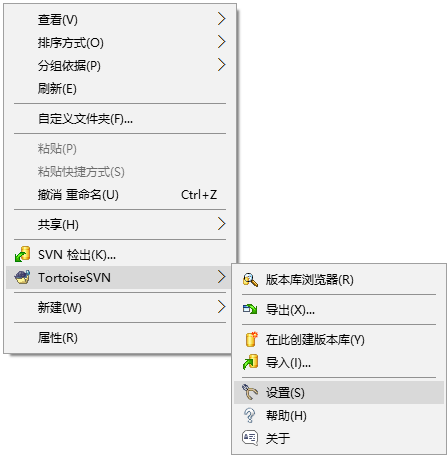 查看(V)
排序方式(O)
分组依据(P)
刷新(E)
自定义文件夹(F)...
粘贴(P)
粘贴快捷方式(S)
撤消 重命名(U) Ctrl+Z
共享(H)
SVN 检出(K)...
TortoiseSVN
新建(W)
属性(R)
版本库浏览器(R)
导出(X)...
在此创建版本库(Y)
导入(I)...
设置(S)
帮助(H)
关于